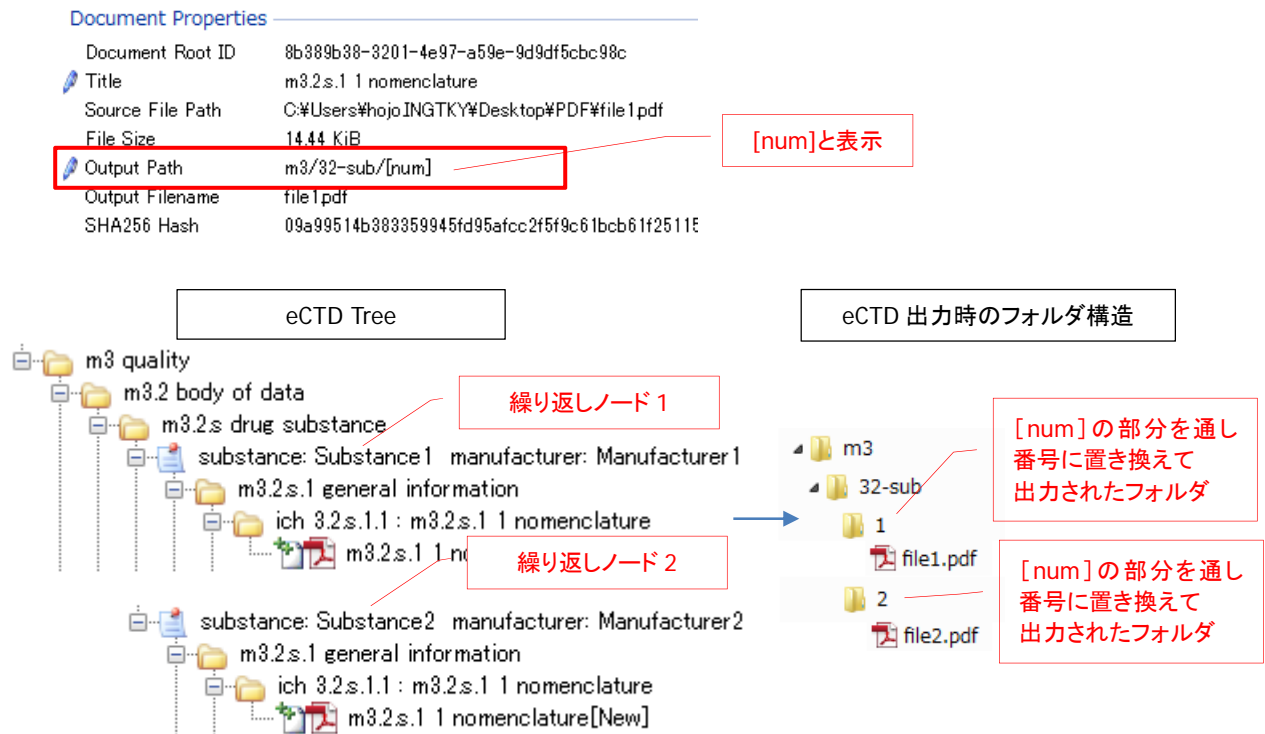 Document Properties
Document Root ID 8b389b38-3201-4e97-a59e-9d9df5cbc98c
Title m3.2.s.1 1 nomenclature
Source File Path C:¥Users¥hojo.INGTKY¥Desktop¥PDF¥file1.pdf
File Size 14.44 KiB
[num]と表示
Output Path m3/32-sub/[num]
Output Filename file1.pdf
SHA256 Hash 09a99514b383359945fd95afcc2f5f9c61bcb61f25115
eCTD Tree
eCTD 出力時のフォルダ構造
m3 quality
m3.2 body of data
繰り返しノード 1
m3.2.s drug substance
substance: Substance1 manufacturer: Manufacturer1
m3.2.s.1 general information
ich 3.2.s.1.1 : m3.2.s.1 1 nomenclature
m3.2.s.1 1
繰り返しノード 2
substance: Substance2 manufacturer: Manufacturer2
m3.2.s.1 general information
ich 3.2.s.1.1 : m3.2.s.1 1 nomenclature
m3.2.s.1 1 nomenclature[New]
m3
32-sub
1
file1.pdf
2
file2.pdf
[num]の部分を通し
番号に置き換えて
出力されたフォルダ
[num]の部分を通し
番号に置き換えて
出力されたフォルダ